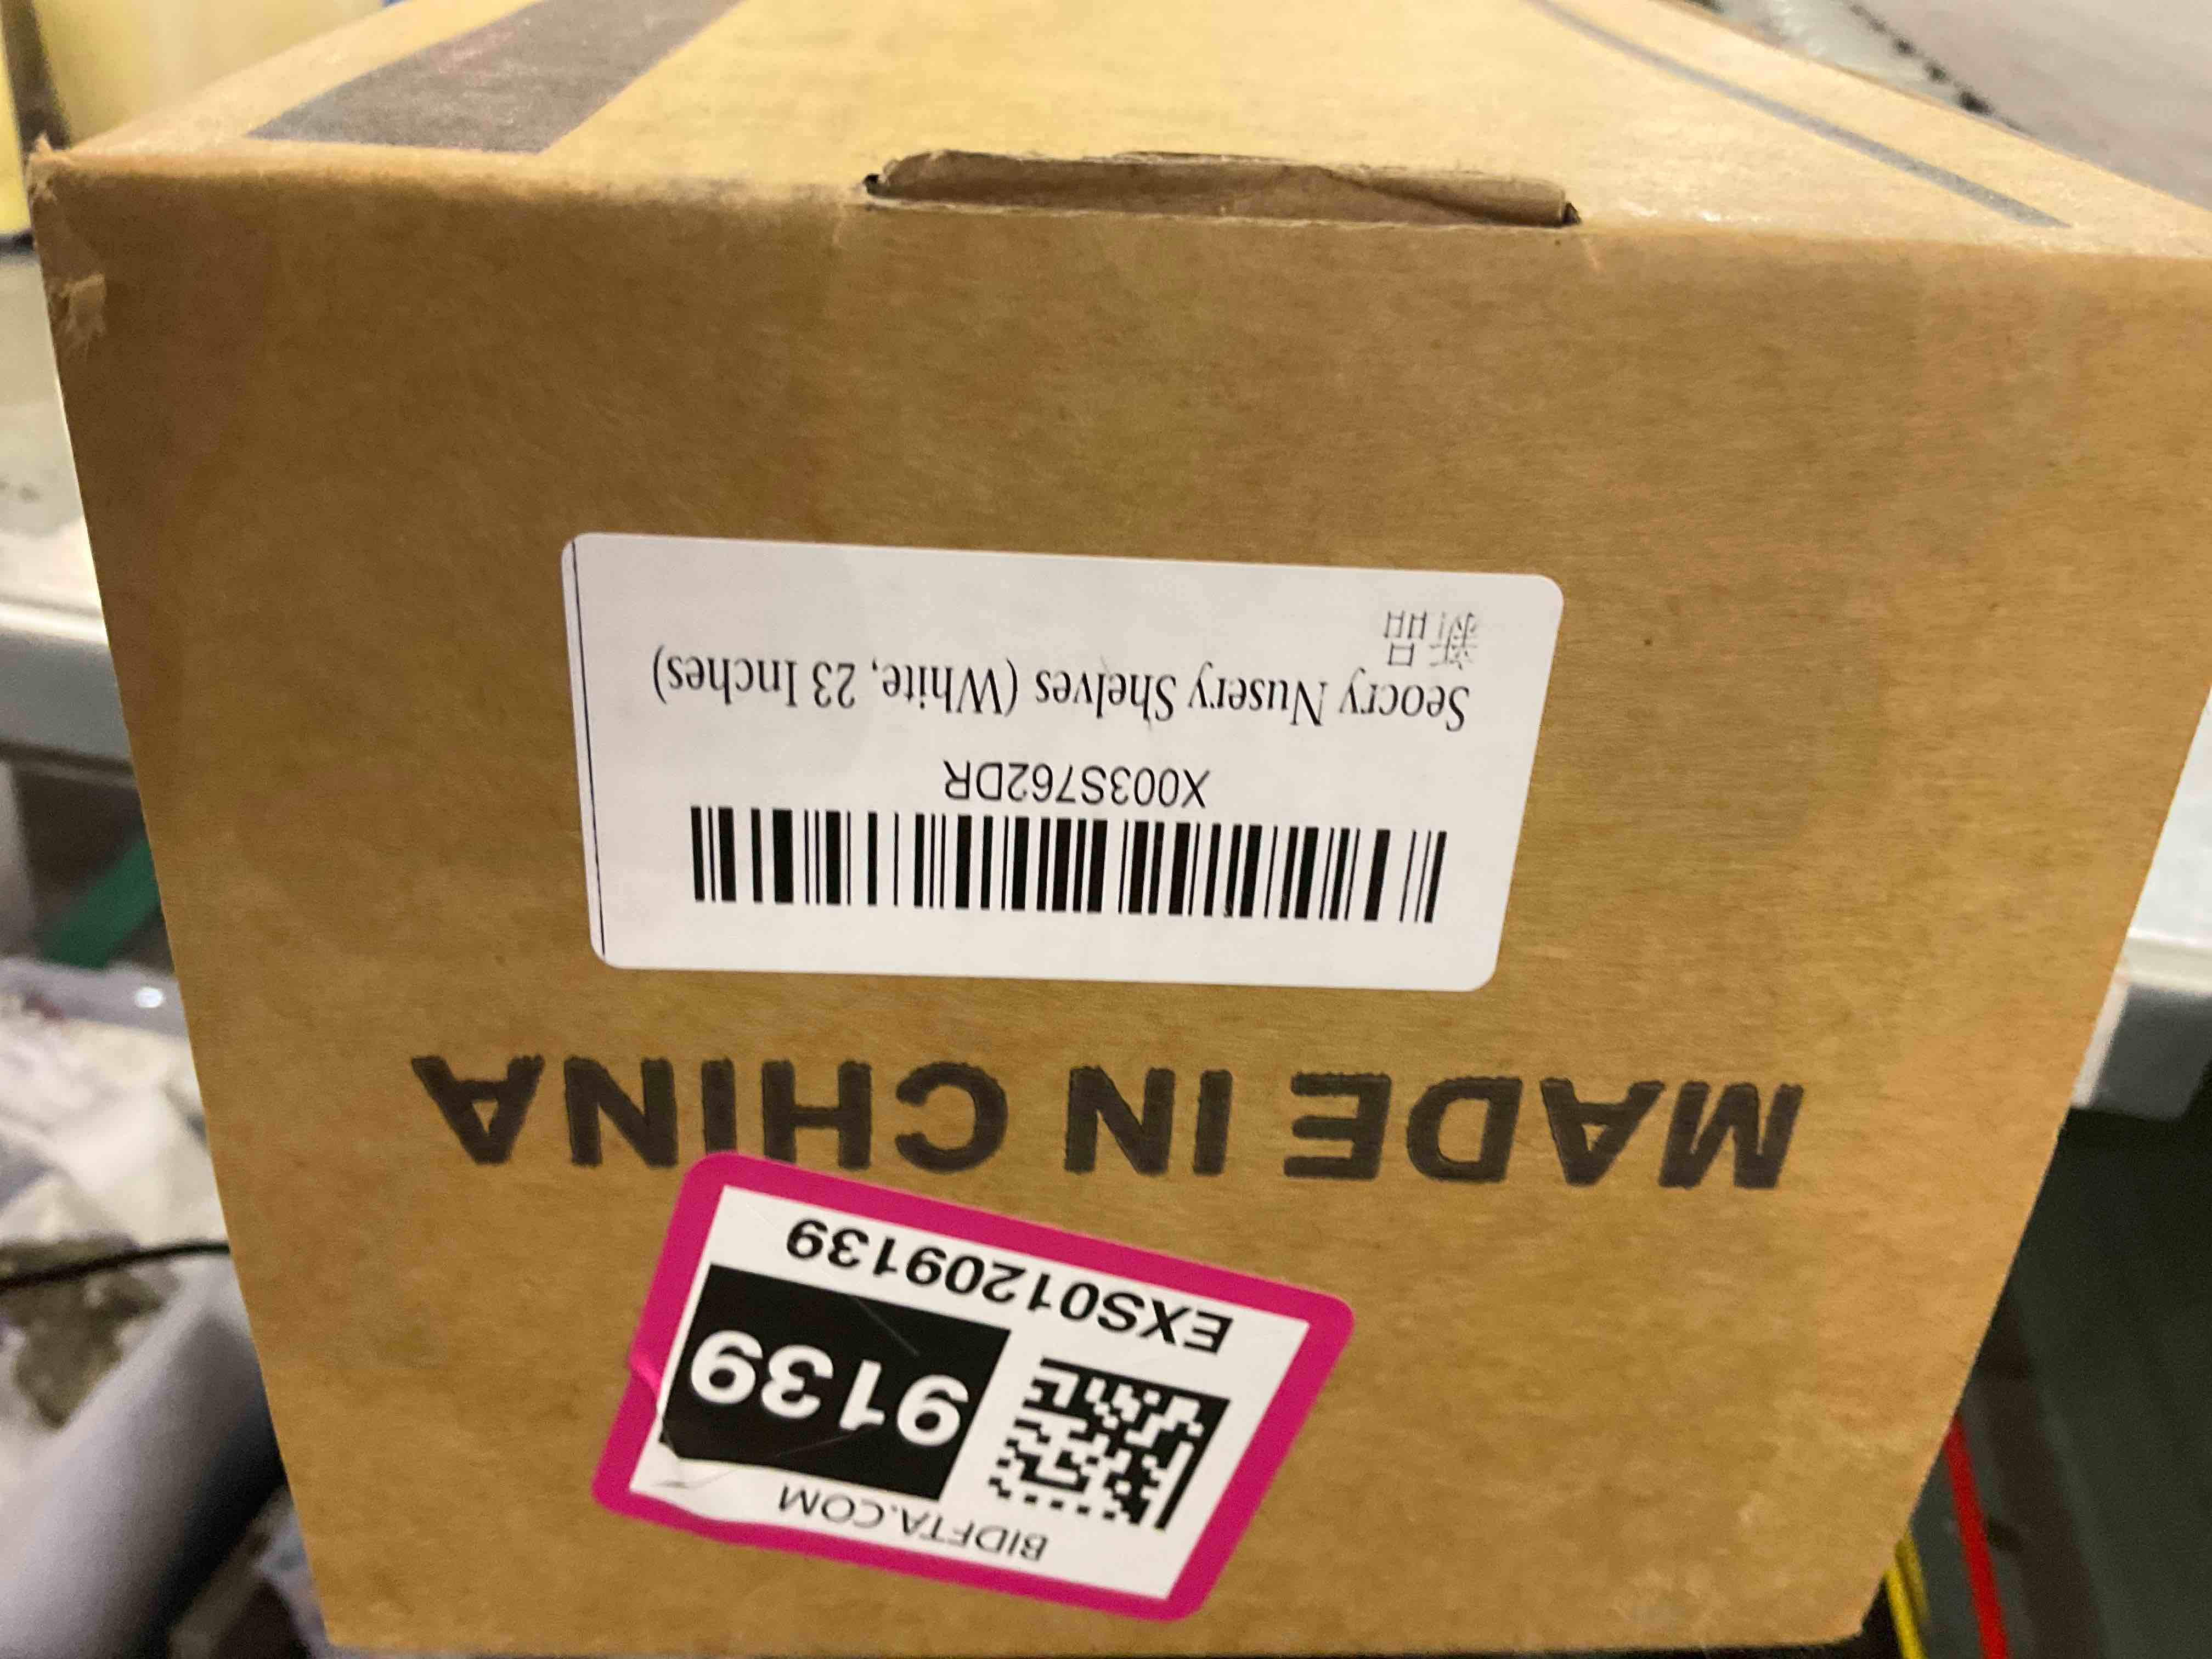 BIDFTA.COM
9139
EXS01209139
MADE IN CHINA
X003S762DR
Seocry Nusery Shelves (White, 23 Inches)
新品